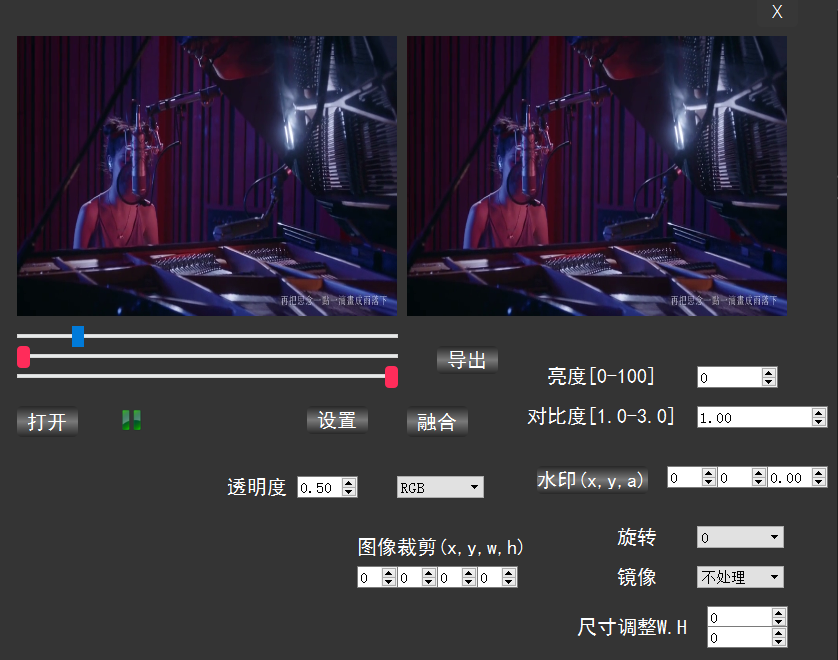 X
再把思念一點一滴畫成雨落下
再把思念一點一滴畫成雨落下
导出
亮度[0-100]
0
打开
设置
融合
对比度[1.0-3.0]
1.00
透明度
0.50
RGB
水印(x,y,a)
0
0
0.00
图像裁剪(x,y,w,h)
0
0
0
0
旋转
0
镜像
不处理
尺寸调整W.H
0
0